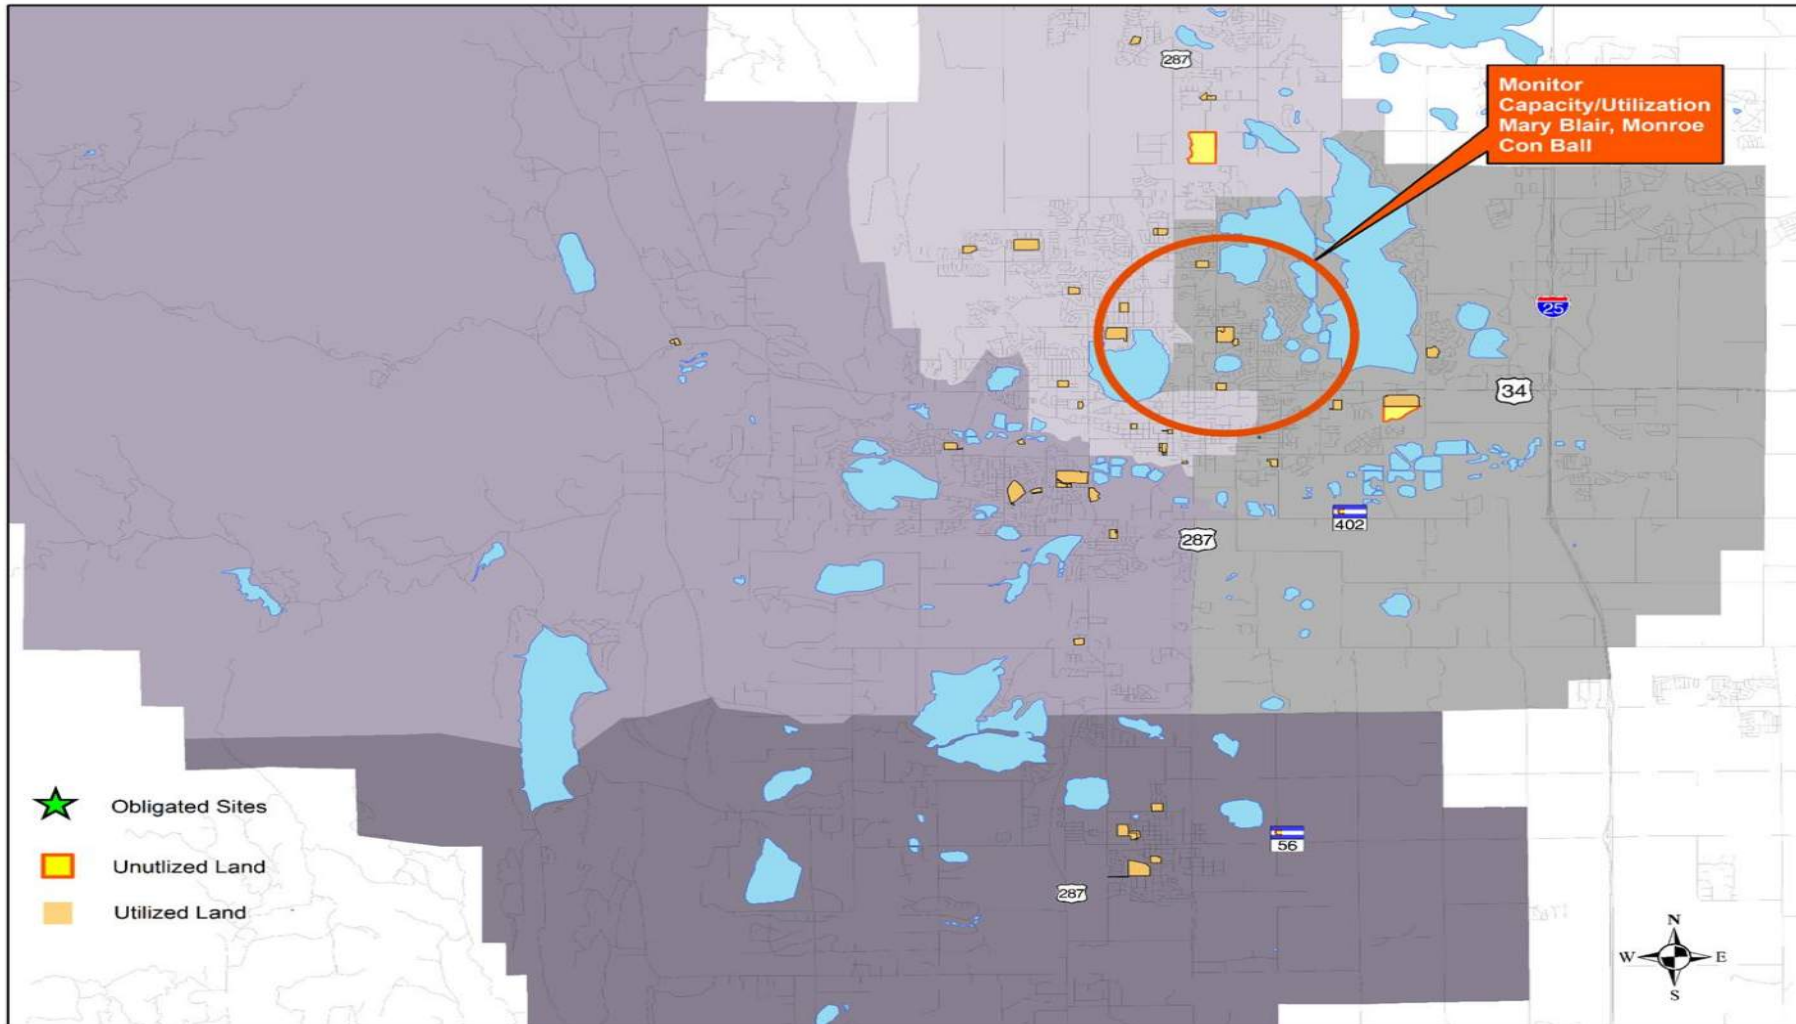 287
Monitor
Capacity/Utilization
Mary Blair, Monroe
Con Ball
25
34
402
287
Obligated Sites
56
Unutlized Land
287
Utilized Land
N
W E
S